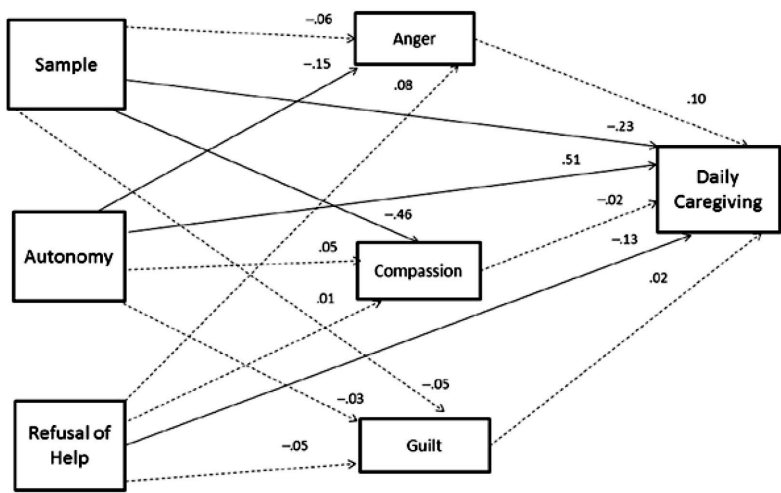 –.06
Anger
Sample
–.15
.08
.10
–.23
.51
Daily
Caregiving
–.02
–.46
Autonomy
.05
Compassion
–.13
.01
.02
–.05
–.03
Refusal of
Help
–.05
Guilt